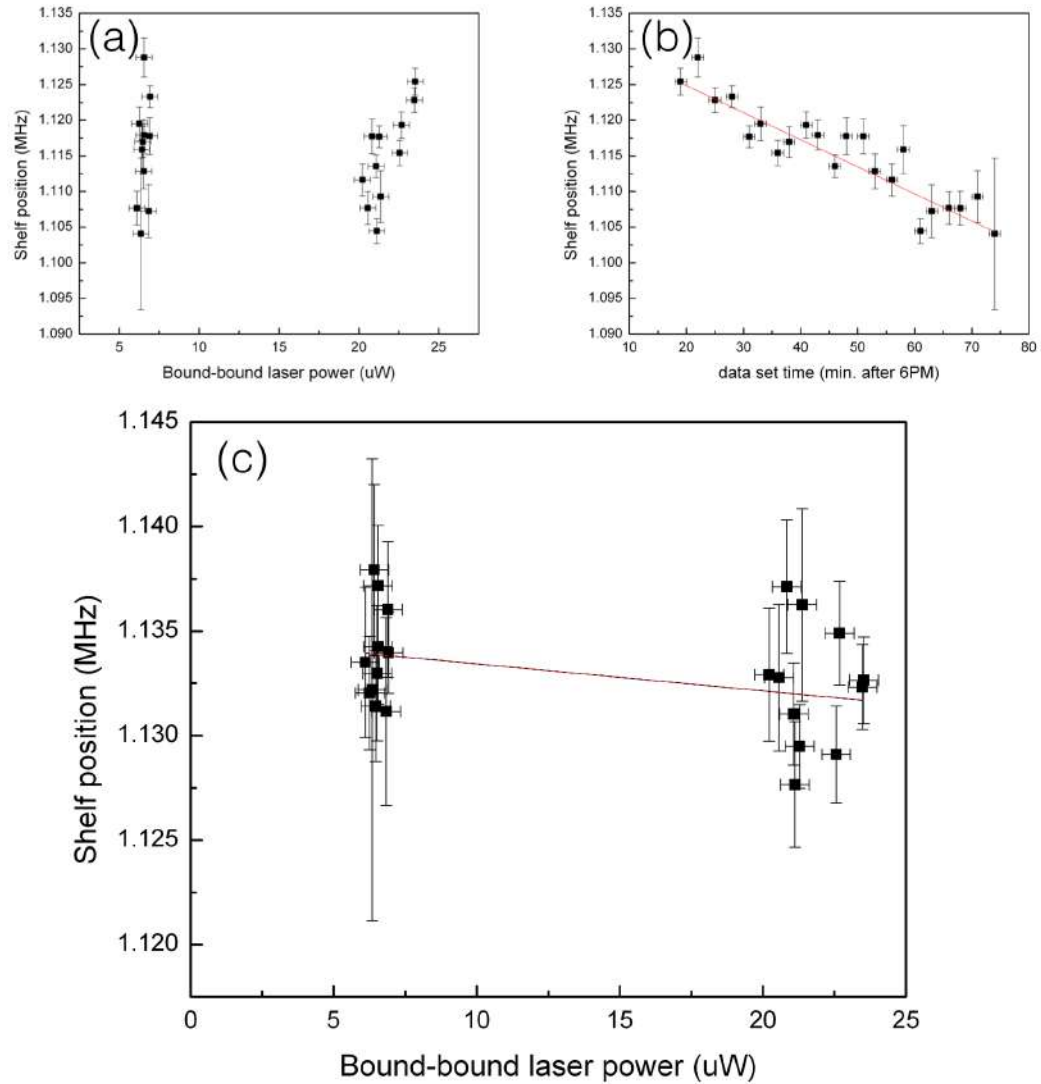 1.135
1.130
1.125
1.120
1.115
1.110
1.105
1.100
1.095
1.090
Shelf position (MHz)
(a)
5 10 15 20 25
Bound-bound laser power (uW)
1.135
1.130
1.125
1.120
1.115
1.110
1.105
1.100
1.095
1.090
Shelf position (MHz)
(b)
10 20 30 40 50 60 70 80
data set time (min. after 6PM)
1.145
1.140
1.135
1.130
1.125
1.120
Shelf position (MHz)
(c)
0 5 10 15 20 25
Bound-bound laser power (uW)